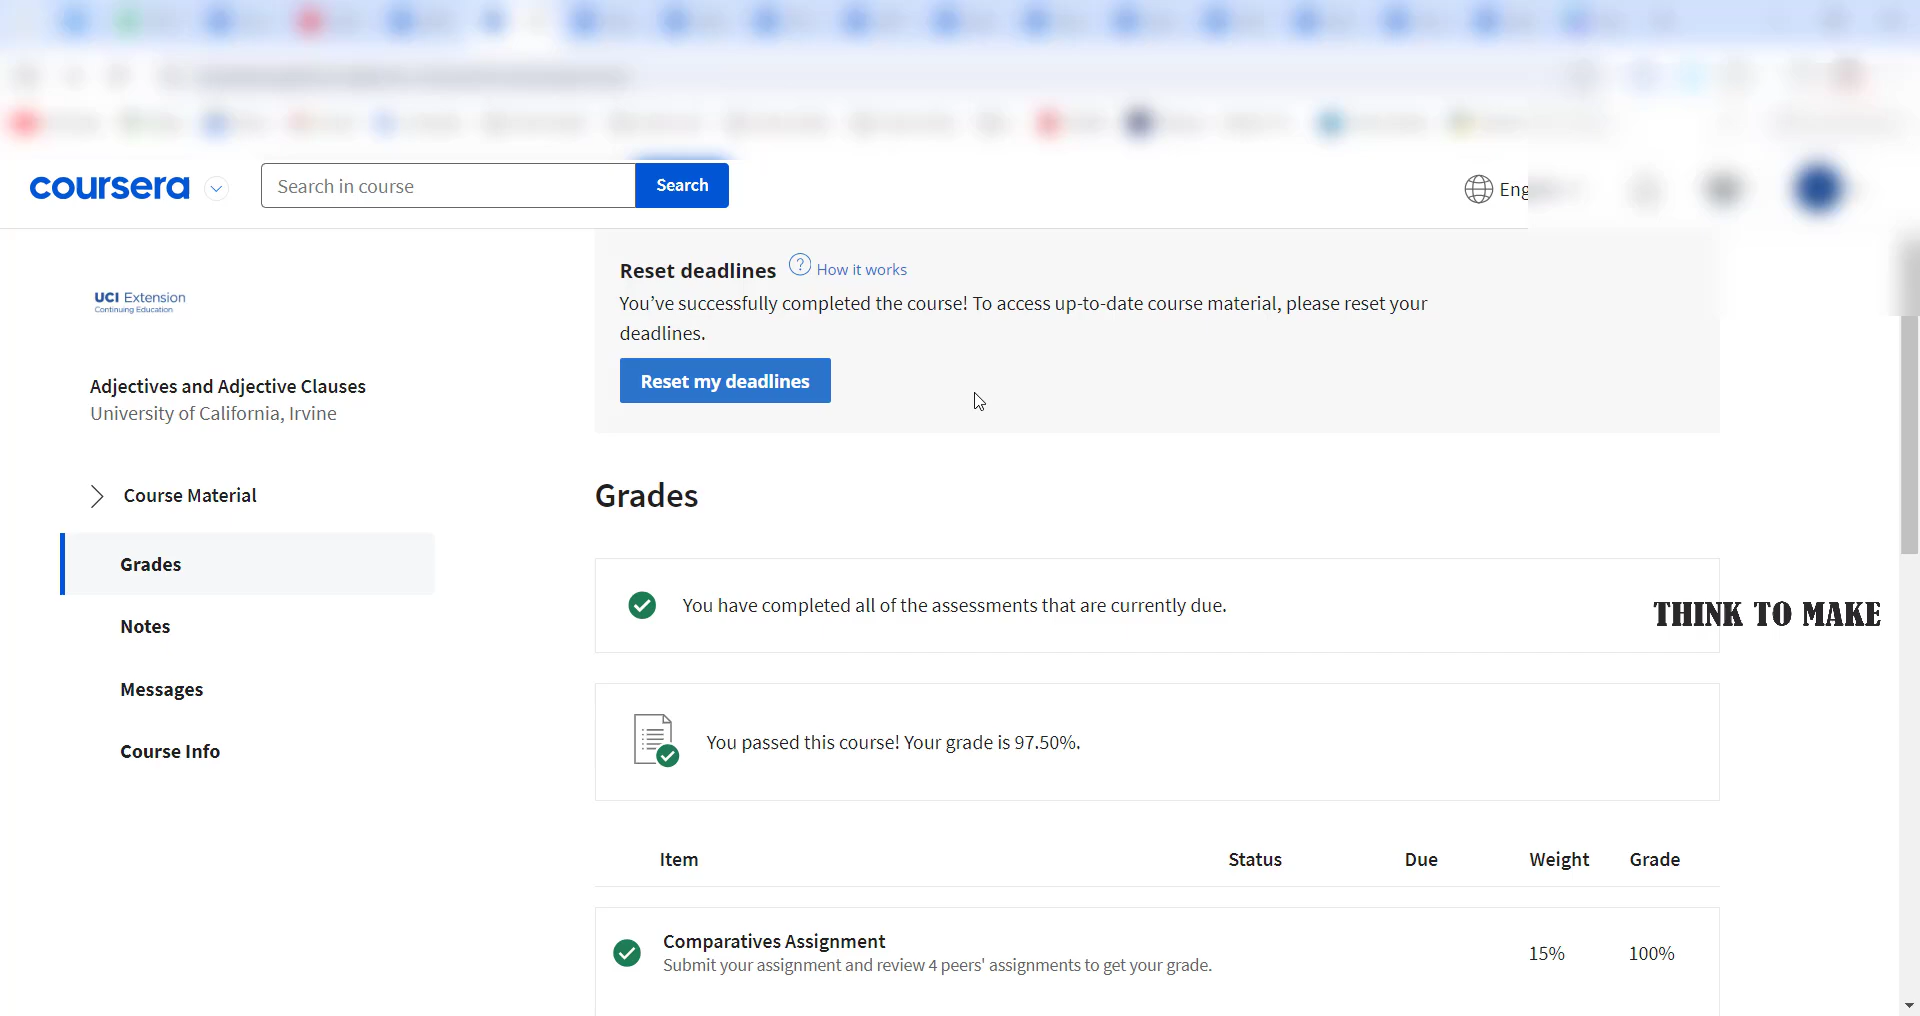 coursera
Search in course
Search
Reset deadlines
? How it works
You've successfully completed the course! To access up-to-date course material, please reset your
deadlines.
Reset my deadlines
UCI Extension
Continuing Education
Adjectives and Adjective Clauses
University of California, Irvine
Course Material
Grades
Notes
Messages
Course Info
Grades
You have completed all of the assessments that are currently due.
THINK TO MAKE
You passed this course! Your grade is 97.50%.
Item Status Due Weight Grade
Comparatives Assignment
Submit your assignment and review 4 peers' assignments to get your grade.
15% 100%